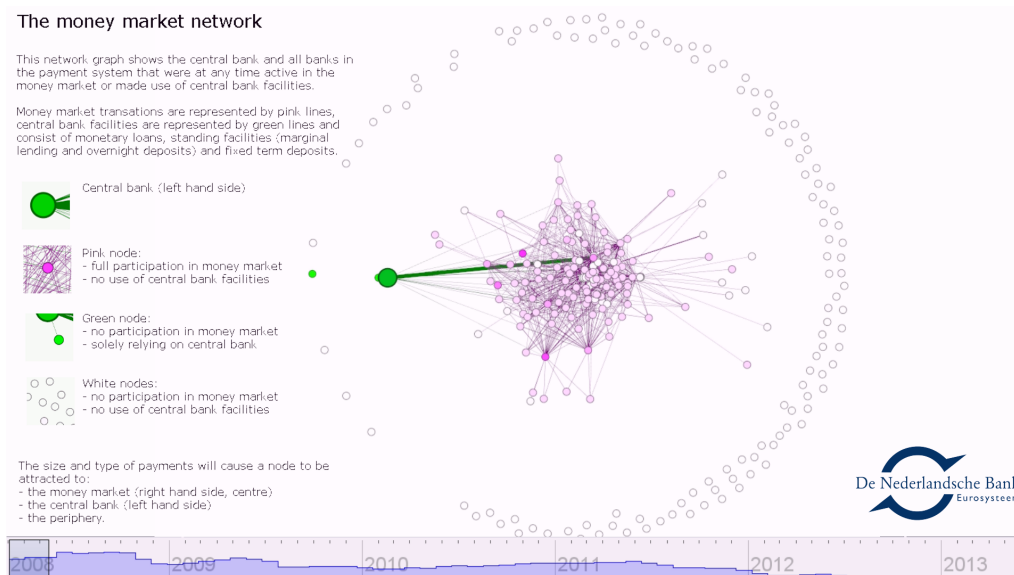 The money market network
This network graph shows the central bank and all banks in
the payment system that were at any time active in the
money market or made use of central bank facilities.
Money market transations are represented by pink lines,
central bank facilities are represented by green lines and
consist of monetary loans, standing facilities (marginal
lending and overnight deposits) and fixed term deposits.
Central bank (left hand side)
Pink node:
- full participation in money market
- no use of central bank facilities
Green node:
- no participation in money market
- solely relying on central bank
White nodes:
- no participation in money market
- no use of central bank facilities
The size and type of payments will cause a node to be
attracted to:
- the money market (right hand side, centre)
- the central bank (left hand side)
- the periphery.
De Nederlandsche Bank
Eurosysteem
2008 2009 2010 2011 2012 2013